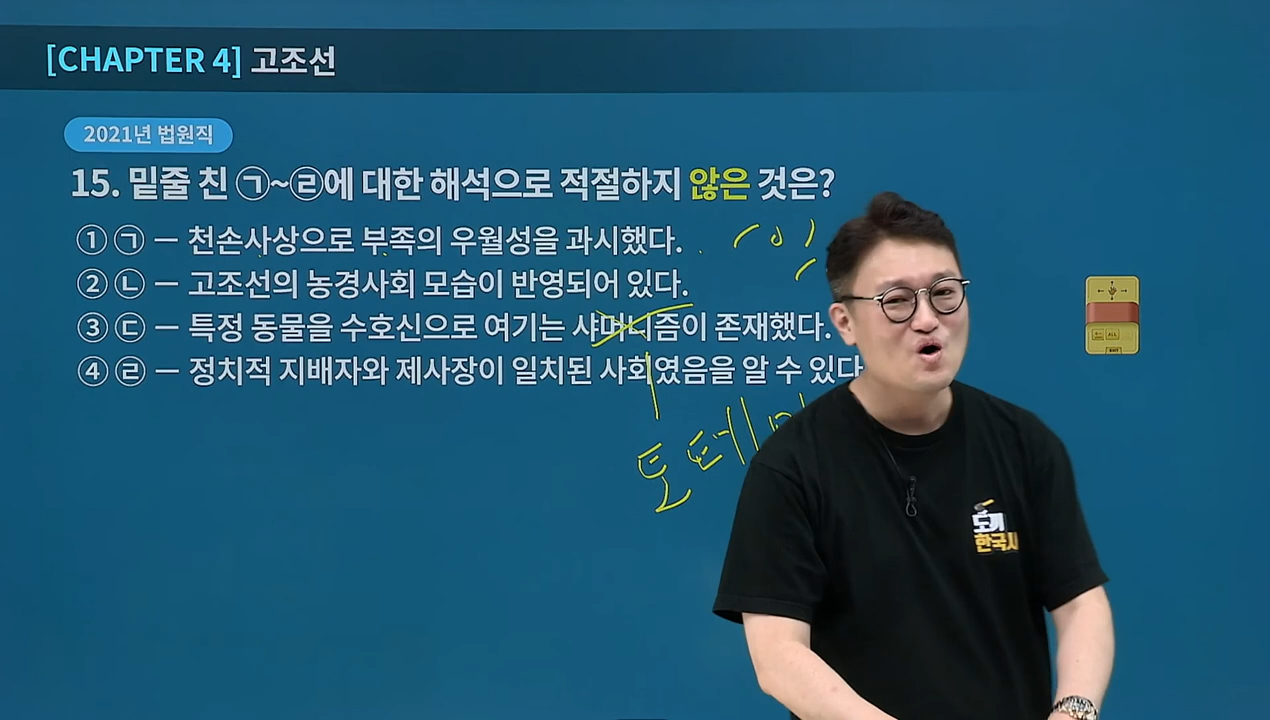 [CHAPTER 4] 고조선
2021년 법원직
15. 밑줄 친 ㉠~㉣에 대한 해석으로 적절하지 않은 것은?
① ㉠ — 천손사상으로 부족의 우월성을 과시했다.
② ㉡ — 고조선의 농경사회 모습이 반영되어 있다.
③ ㉢ — 특정 동물을 수호신으로 여기는 샤머니즘이 존재했다.
④ ㉣ — 정치적 지배자와 제사장이 일치된 사회였음을 알 수 있다
토테미
도끼
한국사
ALL
EXIT